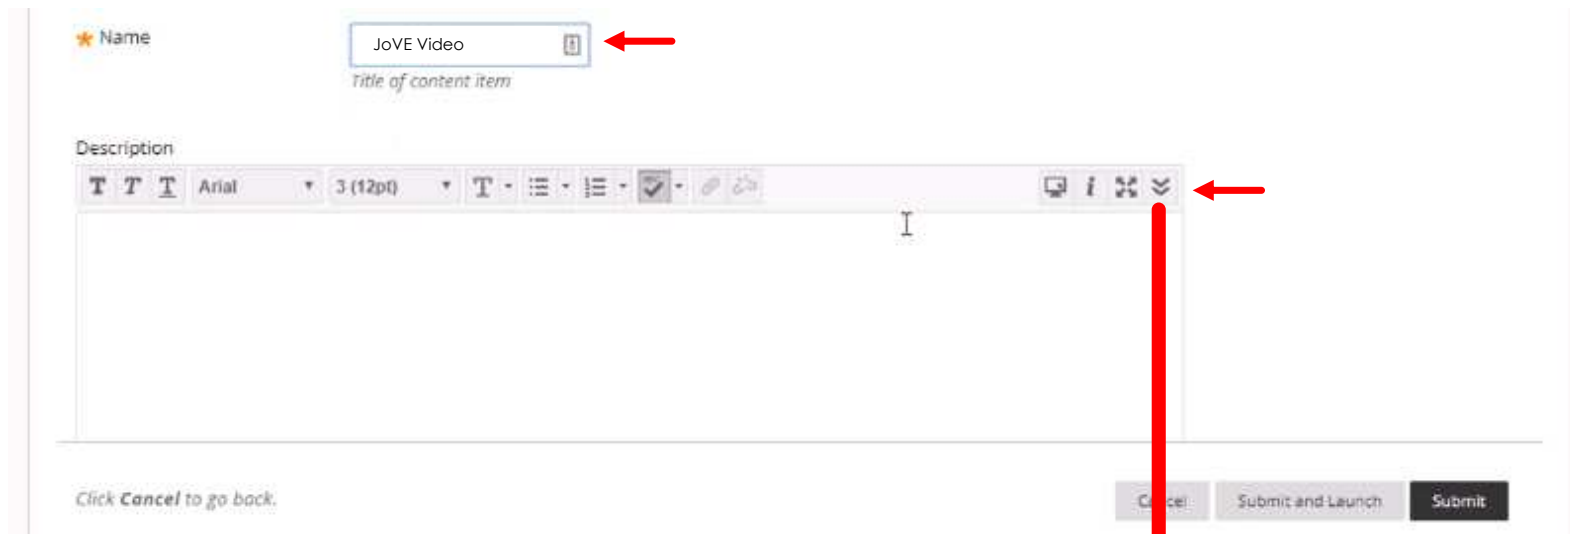 Name
JoVE Video
Title of content item
Description
T T T Arial 3 (12pt) T i
Click Cancel to go back.
Cancel Submit and Launch Submit